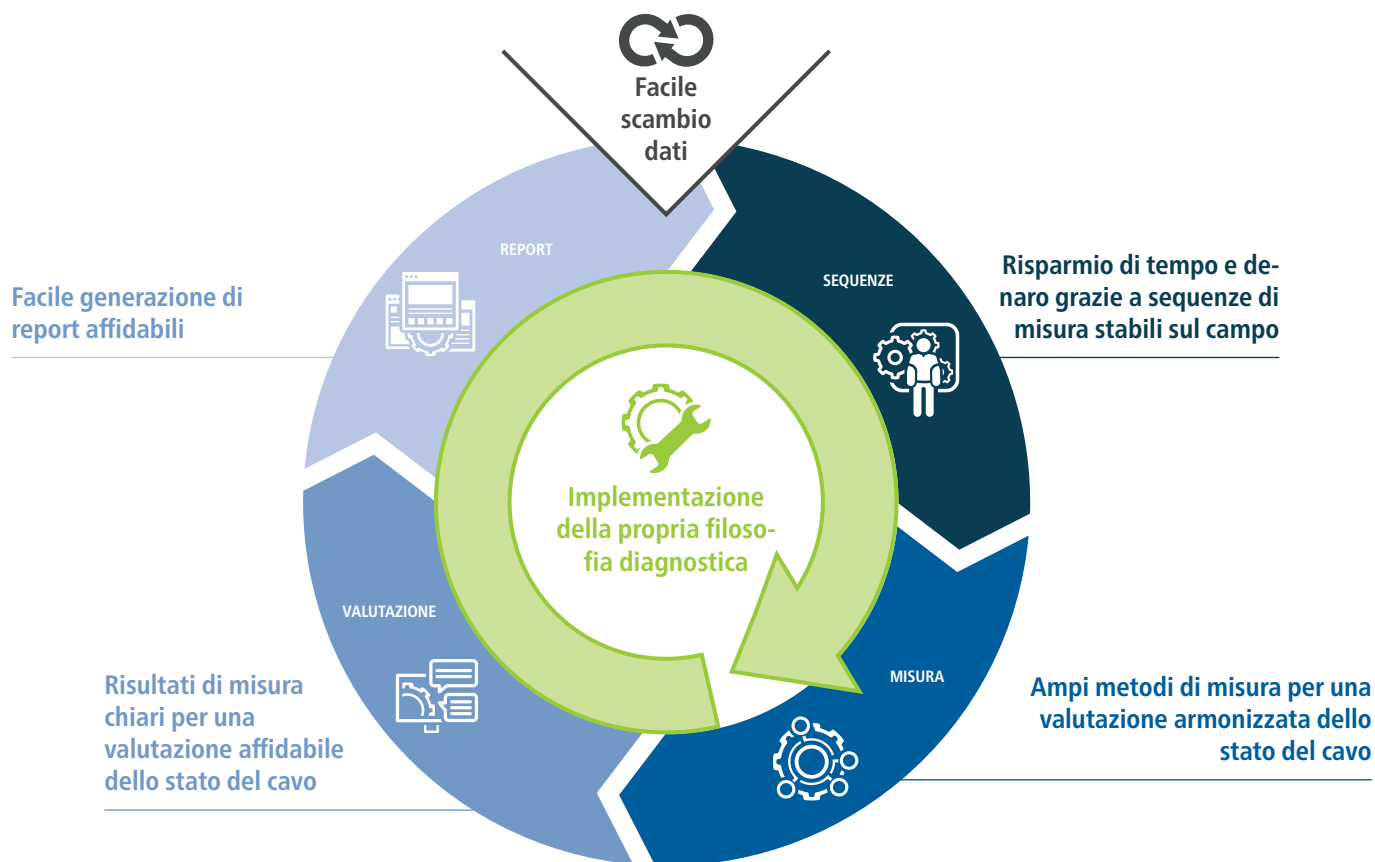 Facile
scambio
dati
REPORT
Facile generazione di
report affidabili
SEQUENZE
Risparmio di tempo e de-
naro grazie a sequenze di
misura stabili sul campo
Implementazione
della propria filoso-
fia diagnostica
VALUTAZIONE
Risultati di misura
chiari per una
valutazione affidabile
dello stato del cavo
MISURA
Ampi metodi di misura per una
valutazione armonizzata dello
stato del cavo